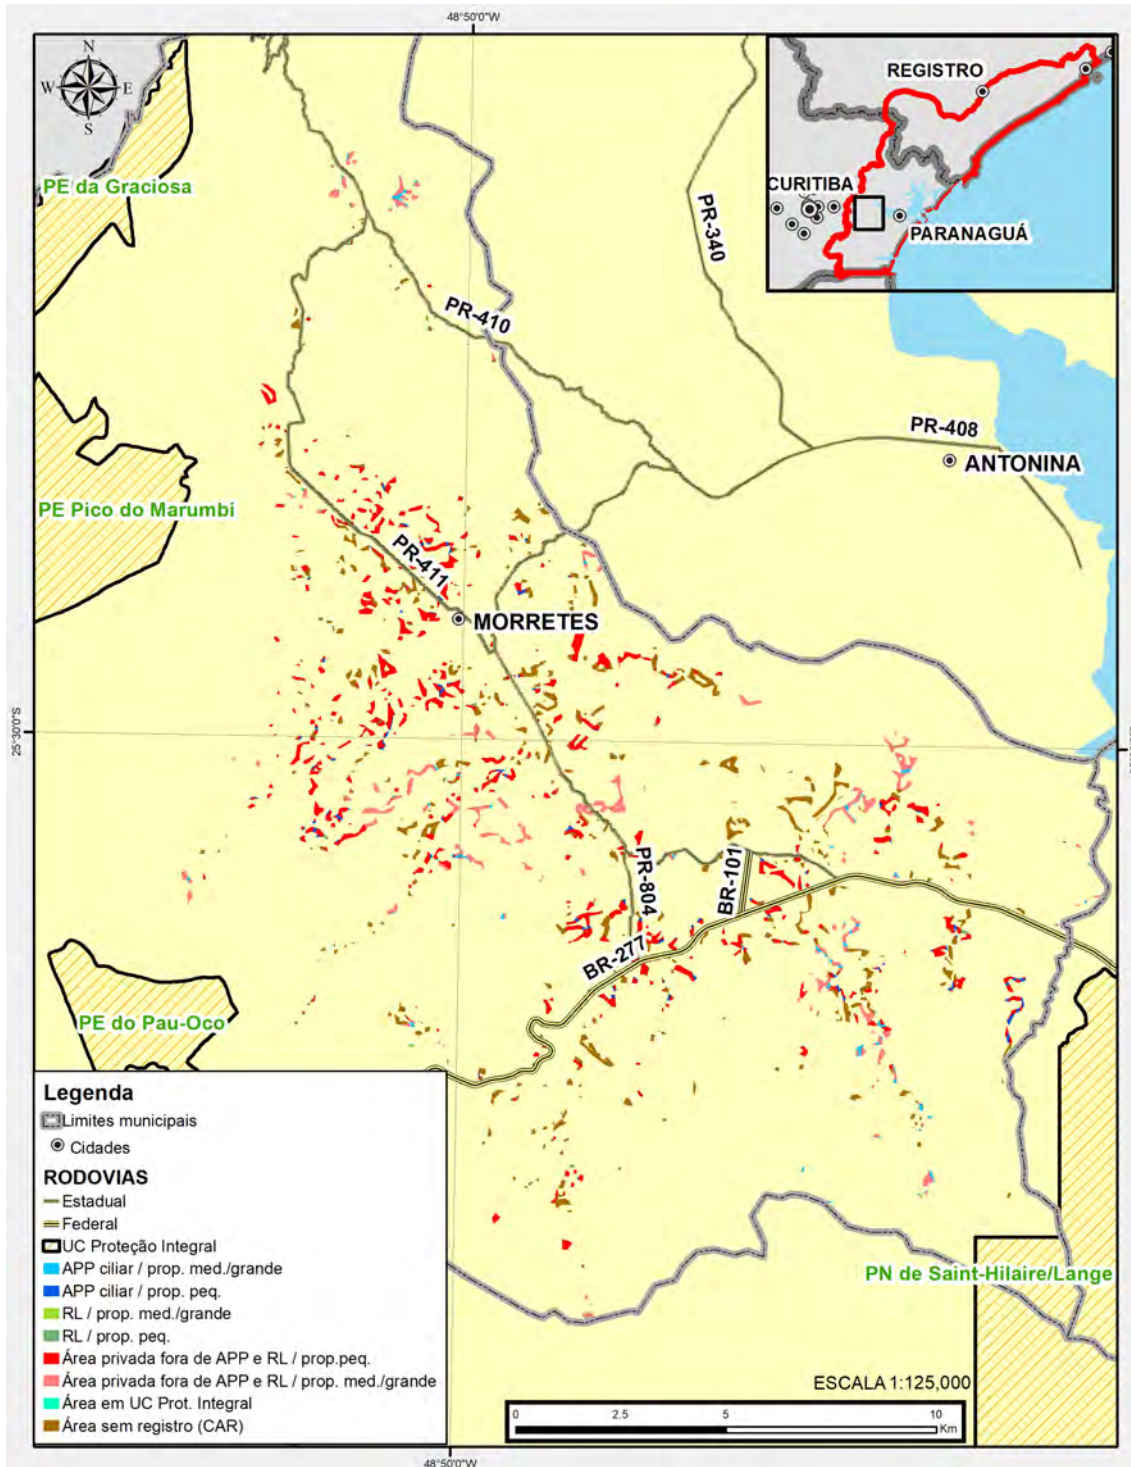 48°50'0"W
N
W E
S
REGISTRO
CURITIBA
PARANAGUÁ
PE da Graciosa
PR-340
PR-410
PR-408
ANTONINA
PE Pico do Marumbi
PR-411
MORRETES
25°30'0"S
PR-804
BR-101
BR-277
PE do Pau-Oco
PN de Saint-Hilaire/Lange
Legenda
Limites municipais
Cidades
RODOVIAS
Estadual
Federal
UC Proteção Integral
APP ciliar / prop. med./grande
APP ciliar / prop. peq.
RL / prop. med./grande
RL / prop. peq.
Área privada fora de APP e RL / prop.peq.
Área privada fora de APP e RL / prop. med./grande
Área em UC Prot. Integral
Área sem registro (CAR)
ESCALA 1:125,000
0 2.5 5 10
Km
48°50'0"W